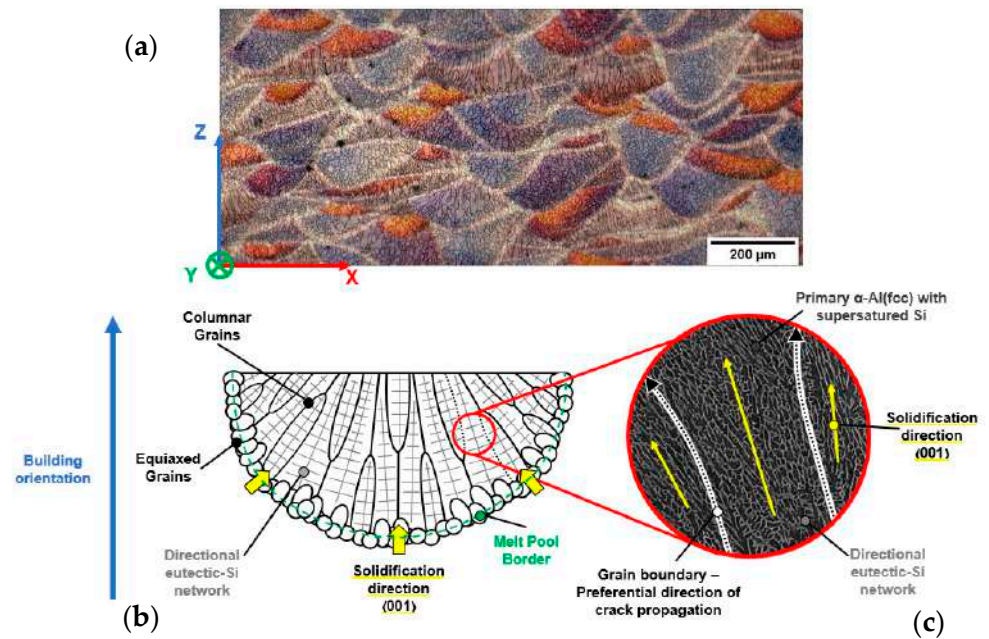 (a)
Z
Y
X
200 µm
Columnar
Grains
Primary α-Al(fcc) with
supersatured Si
Building
orientation
Equiaxed
Grains
Solidification
direction
(001)
Directional
eutectic-Si
network
Solidification
direction
(001)
Melt Pool
Border
Grain boundary –
Preferential direction of
crack propagation
Directional
eutectic-Si
network
(b)
(c)